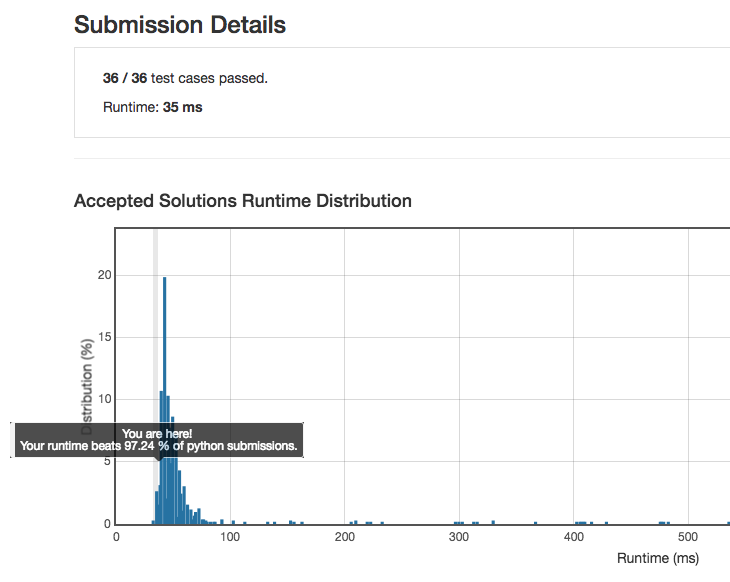 Submission Details
36 / 36 test cases passed.
Runtime: 35 ms
Accepted Solutions Runtime Distribution
20
15
10
5
0
Distribution (%)
You are here!
Your runtime beats 97.24 % of python submissions.
0 100 200 300 400 500
Runtime (ms)